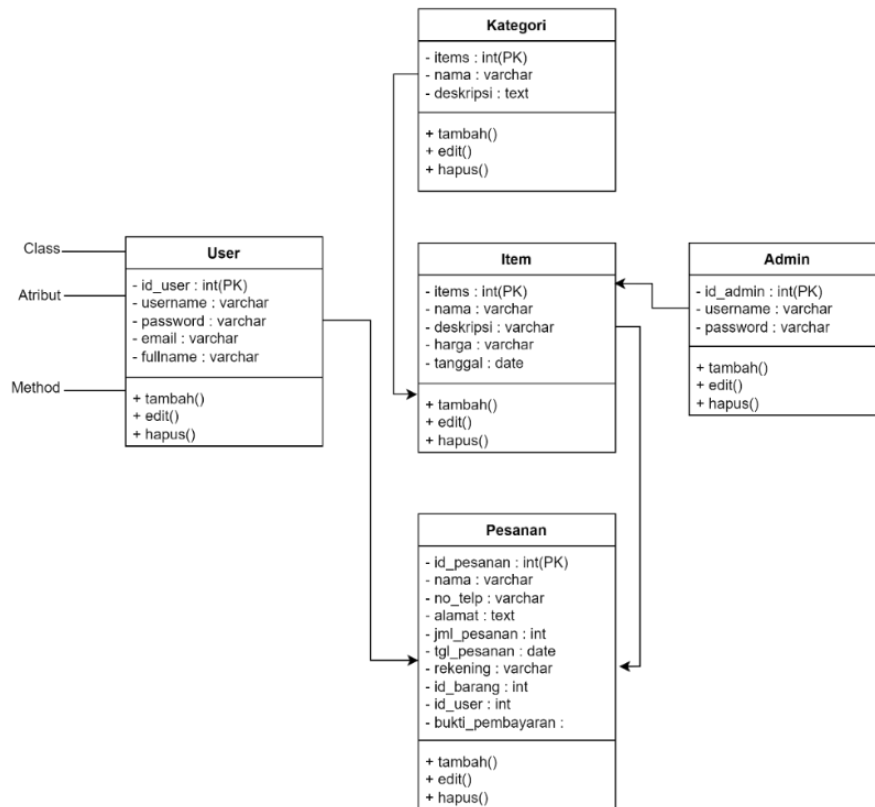 Kategori
- items : int(PK)
- nama : varchar
- deskripsi : text
+ tambah()
+ edit()
+ hapus()
Class
Atribut
Method
User
- id_user : int(PK)
- username : varchar
- password : varchar
- email : varchar
- fullname : varchar
+ tambah()
+ edit()
+ hapus()
Item
- items : int(PK)
- nama : varchar
- deskripsi : varchar
- harga : varchar
- tanggal : date
+ tambah()
+ edit()
+ hapus()
Admin
- id_admin : int(PK)
- username : varchar
- password : varchar
+ tambah()
+ edit()
+ hapus()
Pesanan
- id_pesanan : int(PK)
- nama : varchar
- no_telp : varchar
- alamat : text
- jml_pesanan : int
- tgl_pesanan : date
- rekening : varchar
- id_barang : int
- id_user : int
- bukti_pembayaran :
+ tambah()
+ edit()
+ hapus()